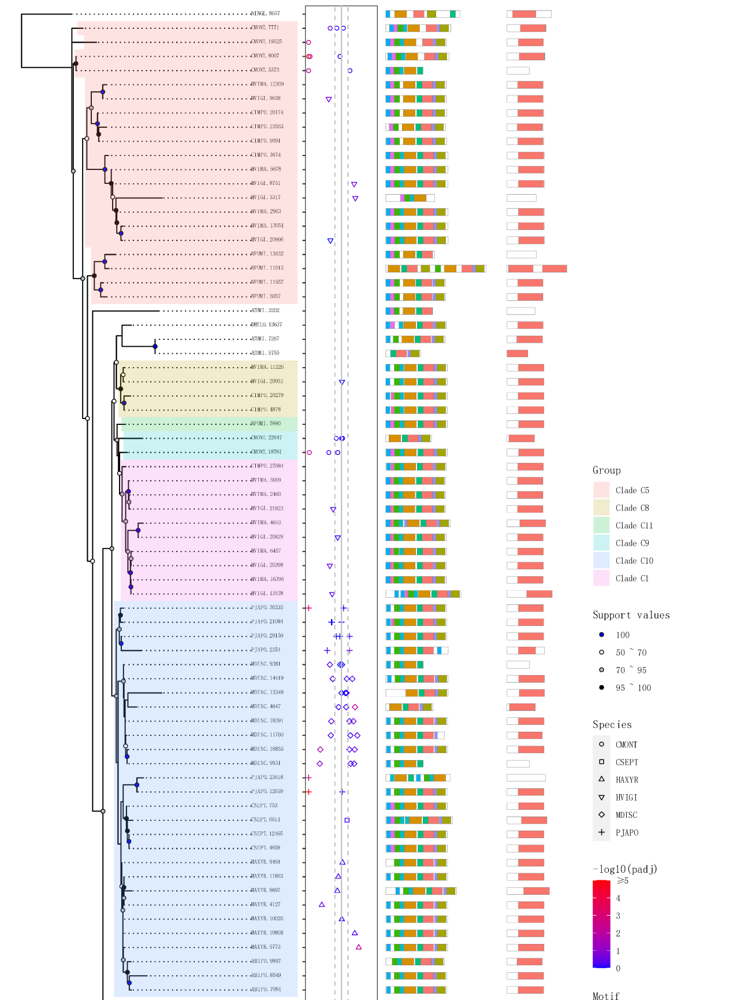 NINGE. 8657
CMONT. 7771
CMONT. 19525
CMONT. 8007
CMONT. 5573
HVIMA. 12309
HVIGI. 9638
CIMPU. 20174
CIMPU. 23563
CIMPU. 9091
CIMPU. 3674
HVIMA. 5678
HVIGI. 8751
HVIGI. 5317
HVIMA. 2963
HVIMA. 13051
HVIGI. 20906
NPUMI. 13632
NPUMI. 11513
NPUMI. 11957
NPUMI. 5057
ATUMI. 3202
DHELO. 13637
ATUMI. 7267
ATUMI. 5755
HVIMA. 11226
HVIGI. 20051
CIMPU. 20279
CIMPU. 4878
NPUMI. 5990
CMONT. 22947
CMONT. 18761
CIMPU. 27684
HVIMA. 5909
HVIMA. 2460
HVIGI. 21823
HVIMA. 4610
HVIGI. 20829
HVIMA. 6457
HVIGI. 20398
HVIMA. 16396
HVIGI. 13538
PJAPO. 36335
PJAPO. 21084
PJAPO. 29150
PJAPO. 2354
MDISC. 9381
MDISC. 14419
MDISC. 13349
MDISC. 4647
MDISC. 18391
MDISC. 11760
MDISC. 16855
MDISC. 9931
PJAPO. 23618
PJAPO. 12659
CSEPT. 753
CSEPT. 6614
CSEPT. 12465
CSEPT. 4959
HAXYR. 9491
HAXYR. 11863
HAXYR. 9697
HAXYR. 4127
HAXYR. 10020
HAXYR. 10808
HAXYR. 5773
ABIPU. 9897
ABIPU. 8549
ABIPU. 7984
Group
Clade C5
Clade C8
Clade C11
Clade C9
Clade C10
Clade C1
Support values
100
50 ~ 70
70 ~ 95
95 ~ 100
Species
CMONT
CSEPT
HAXYR
HVIGI
MDISC
PJAPO
-log10(padj)
≥5
4
3
2
1
0
Motif